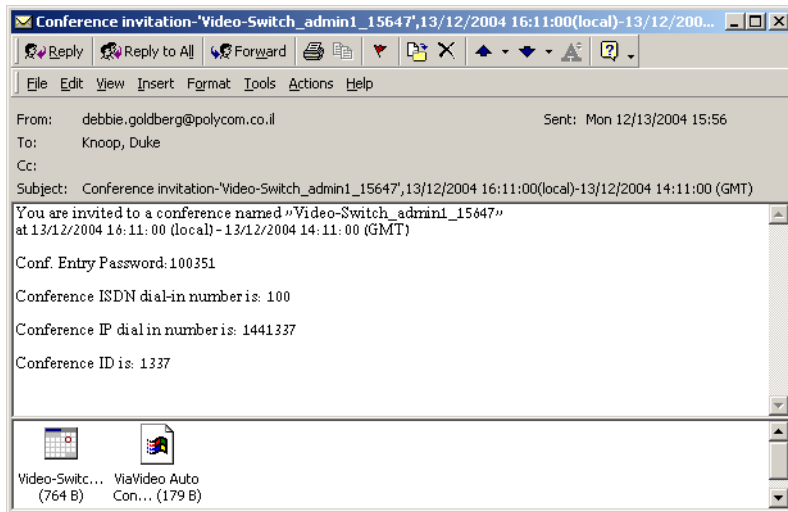 Conference invitation-'Video-Switch_admin1_15647',13/12/2004 16:11:00(local)-13/12/200...
Reply Reply to All Forward
File Edit View Insert Format Tools Actions Help
From: debbie.goldberg@polycom.co.il Sent: Mon 12/13/2004 15:56
To: Knoop, Duke
Cc:
Subject: Conference invitation-'Video-Switch_admin1_15647',13/12/2004 16:11:00(local)-13/12/2004 14:11:00 (GMT)
You are invited to a conference named "Video-Switch_admin1_15647"
at 13/12/2004 16:11:00 (local) - 13/12/2004 14:11:00 (GMT)
Conf. Entry Password:100351
Conference ISDN dial-in number is: 100
Conference IP dial in number is: 1441337
Conference ID is: 1337
Video-Switc... ViaVideo Auto
(764 B) Con... (179 B)